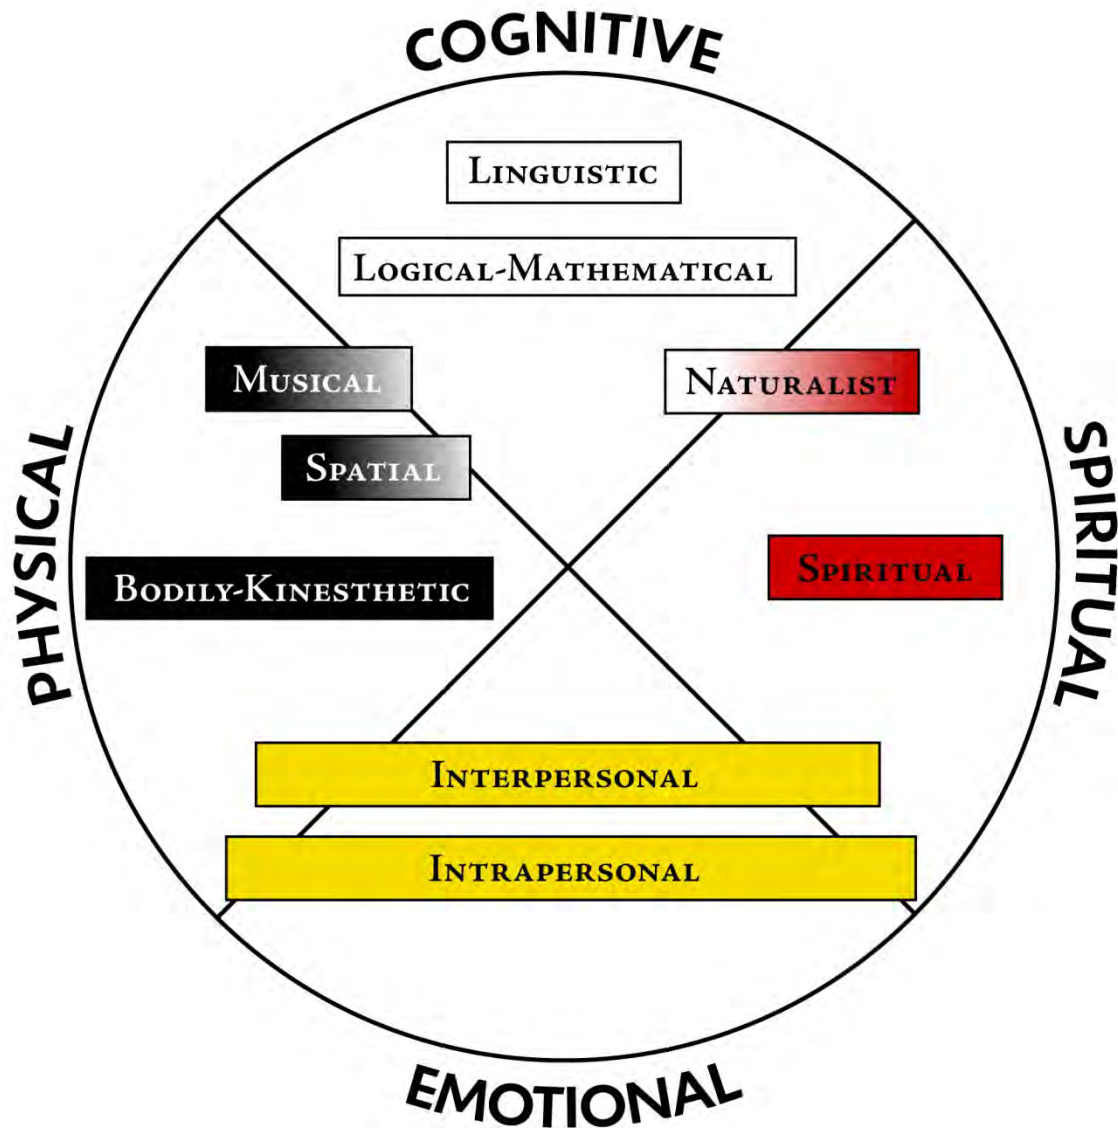 COGNITIVE
LINGUISTIC
LOGICAL-MATHEMATICAL
MUSICAL
NATURALIST
SPATIAL
PHYSICAL
SPIRITUAL
SPIRITUAL
BODILY-KINESTHETIC
INTERPERSONAL
INTRAPERSONAL
EMOTIONAL